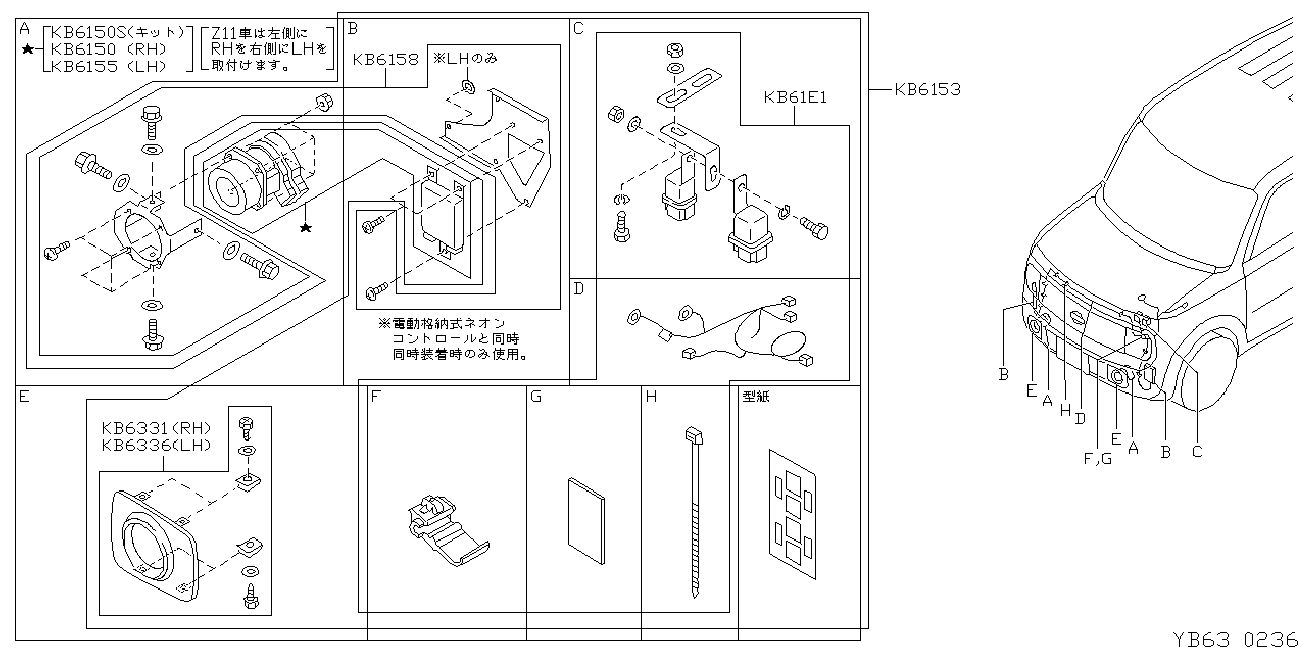 A
KB6150S(キット)
★ KB6150 (RH)
KB6155 (LH)
Z11車は左側に
RHを右側にLHを
取付けます。
B
KB6158
※LHのみ
C
KB61E1
KB6153
★
D
※電動格納式ネオン
コントロールと同時
同時装着時のみ使用。
E
KB6331(RH)
KB6336(LH)
F
G
H
型紙
B
E
A
H
D
F,G
E
A
B
C
YB63 0236